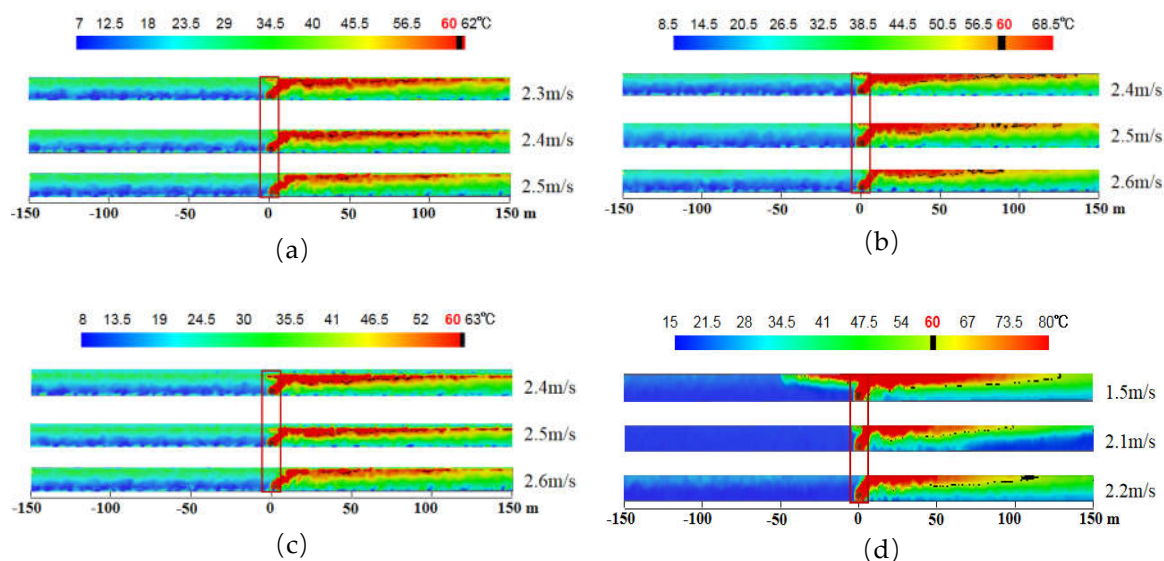 7 12.5 18 23.5 29 34.5 40 45.5 56.5 60 62℃
2.3m/s
2.4m/s
2.5m/s
-150 -100 -50 0 50 100 150 m
(a)
8.5 14.5 20.5 26.5 32.5 38.5 44.5 50.5 56.5 60 68.5℃
2.4m/s
2.5m/s
2.6m/s
-150 -100 -50 0 50 100 150 m
(b)
8 13.5 19 24.5 30 35.5 41 46.5 52 60 63℃
2.4m/s
2.5m/s
2.6m/s
-150 -100 -50 0 50 100 150 m
(c)
15 21.5 28 34.5 41 47.5 54 60 67 73.5 80℃
1.5m/s
2.1m/s
2.2m/s
-150 -100 -50 0 50 100 150 m
(d)